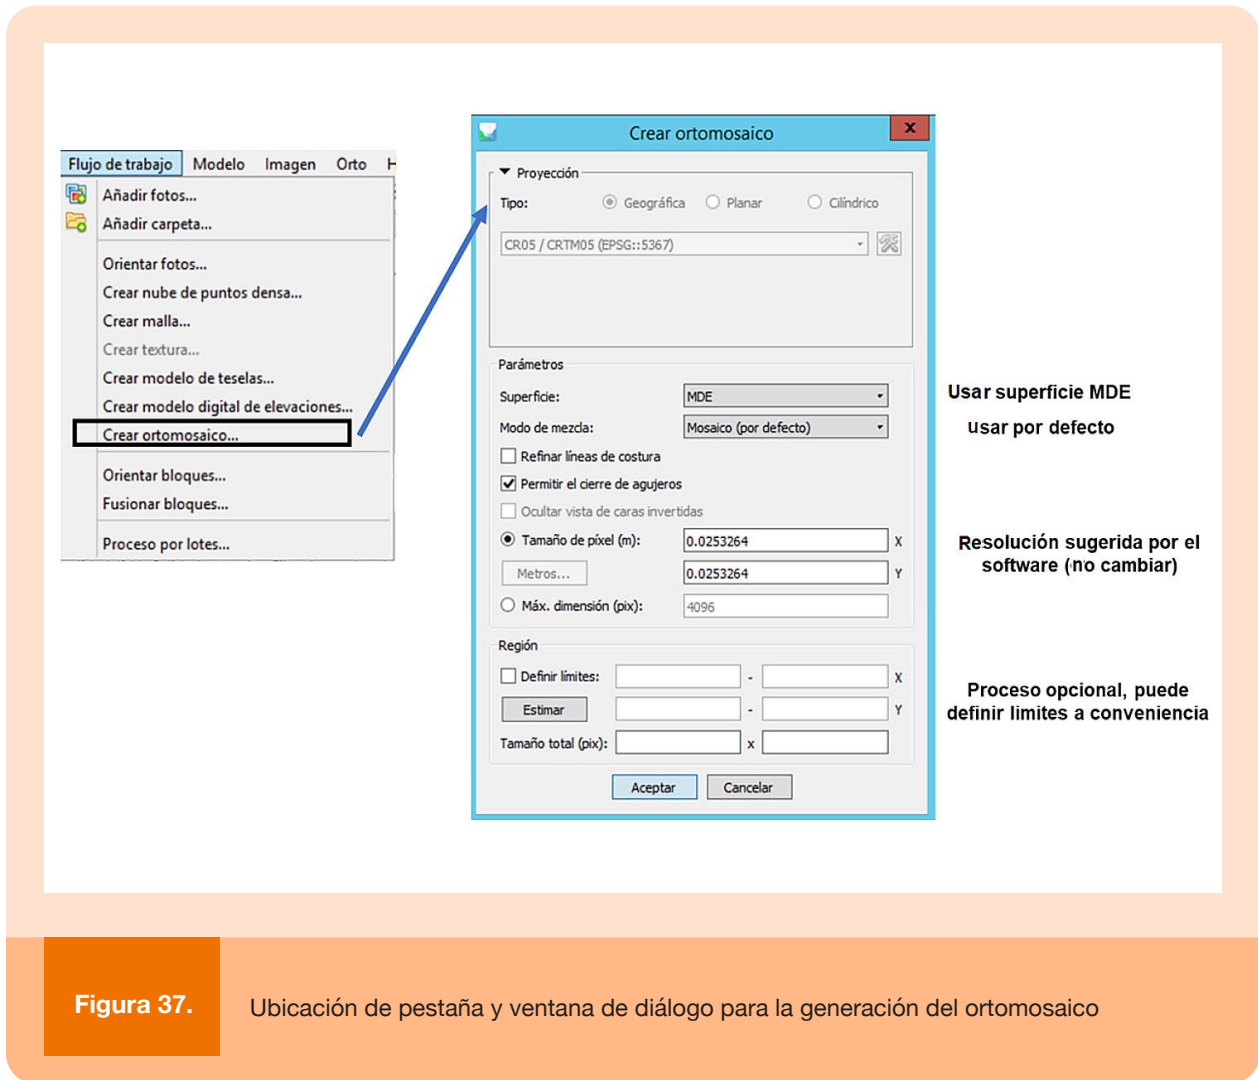 Flujo de trabajo Modelo Imagen Orto H
Añadir fotos...
Añadir carpeta...
Orientar fotos...
Crear nube de puntos densa...
Crear malla...
Crear textura...
Crear modelo de teselas...
Crear modelo digital de elevaciones...
Crear ortomosaico...
Orientar bloques...
Fusionar bloques...
Proceso por lotes...
Crear ortomosaico
x
Proyección
Tipo: Geográfica Planar Cilíndrico
CR05 / CRTM05 (EPSG::5367)
Parámetros
Superficie: MDE
Modo de mezcla: Mosaico (por defecto)
Refinar líneas de costura
Permitir el cierre de agujeros
Ocultar vista de caras invertidas
Tamaño de píxel (m): 0.0253264 X
Metros... 0.0253264 Y
Máx. dimensión (pix): 4096
Región
Definir límites: - X
Estimar - Y
Tamaño total (pix): x
Aceptar Cancelar
Usar superficie MDE
usar por defecto
Resolución sugerida por el
software (no cambiar)
Proceso opcional, puede
definir limites a conveniencia
Figura 37.
Ubicación de pestaña y ventana de diálogo para la generación del ortomosaico